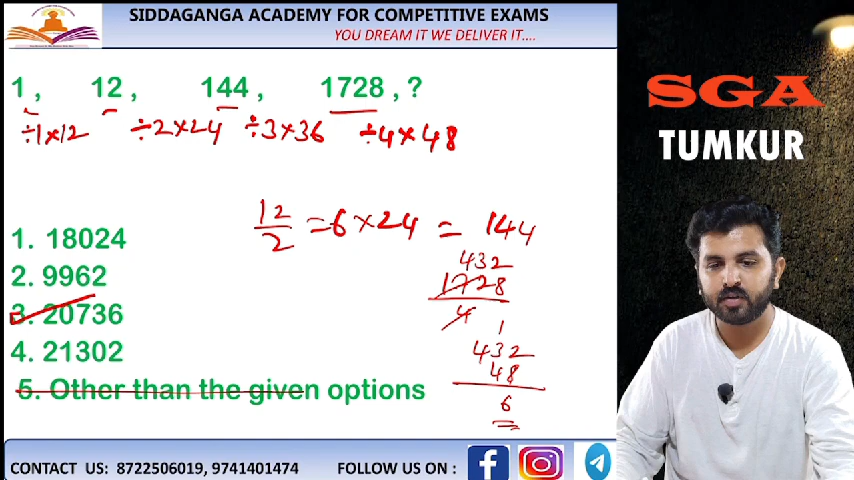 SIDDAGANGA ACADEMY FOR COMPETITIVE EXAMS
YOU DREAM IT WE DELIVER IT....
1 , 12 , 144 , 1728 , ?
÷1×12 ÷2×24 ÷3×36 ÷4×48
12/2 = 6 × 24 = 144
432
1728
4
1
432
48
6
1. 18024
2. 9962
3. 20736
4. 21302
5. Other than the given options
SGA
TUMKUR
CONTACT US: 8722506019, 9741401474 FOLLOW US ON :